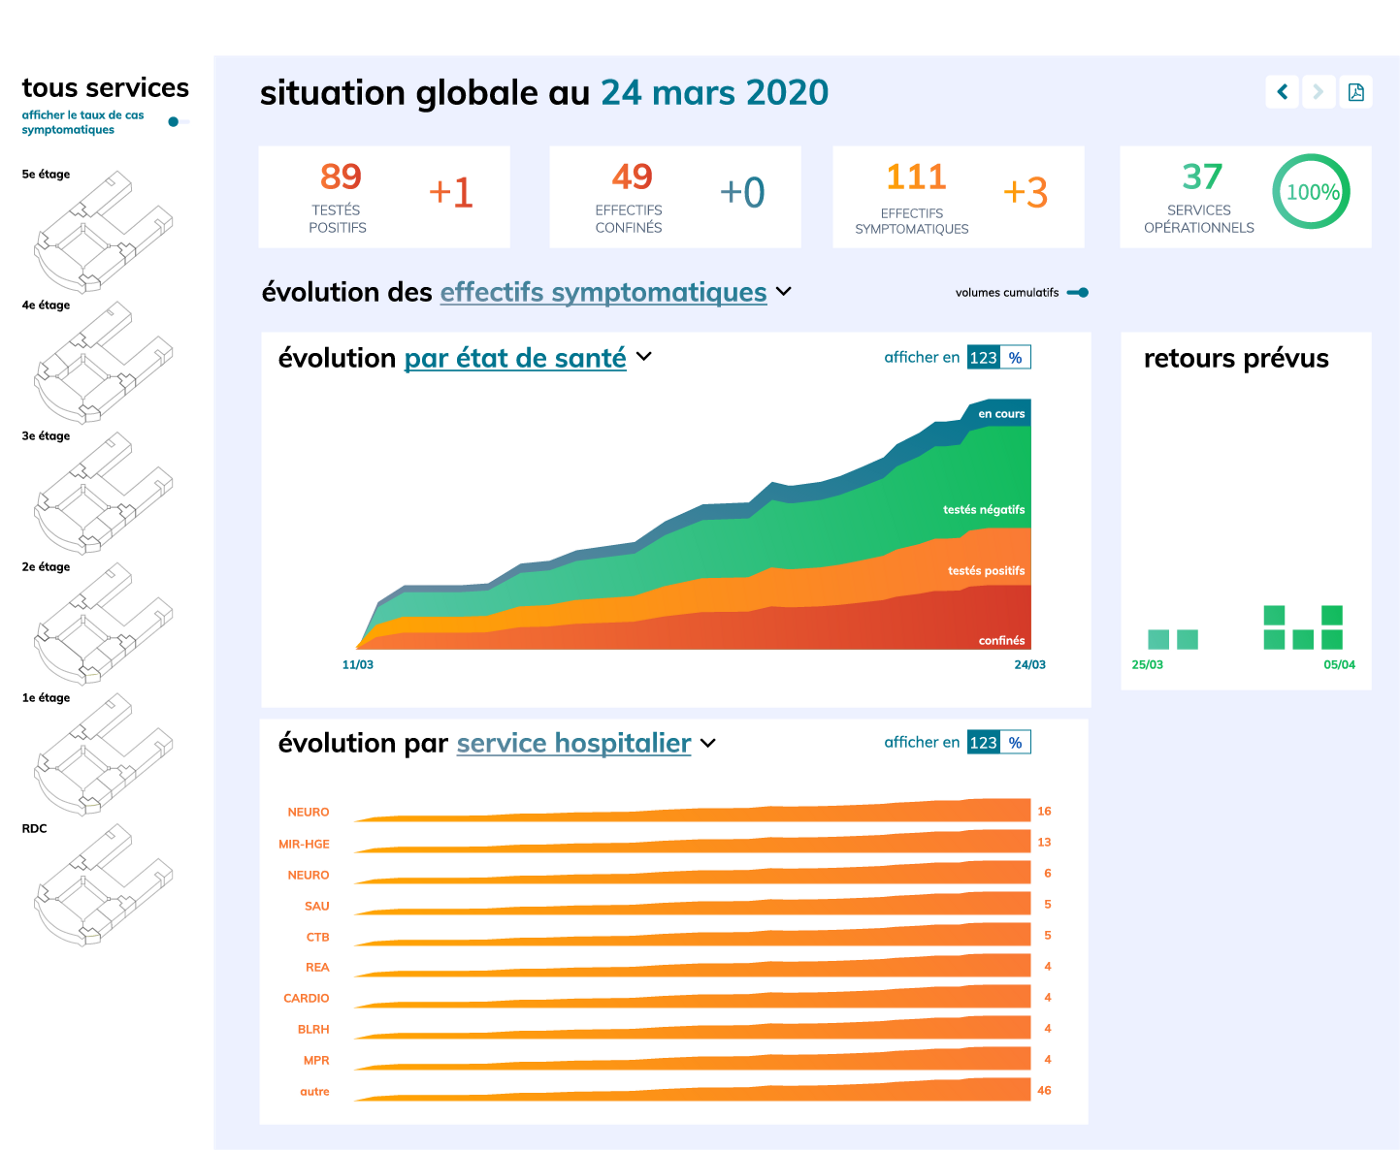 tous services
afficher le taux de cas
symptomatiques
5e étage
4e étage
3e étage
2e étage
1e étage
RDC
situation globale au 24 mars 2020
89
+1
TESTÉS
POSITIFS
49
+0
EFFECTIFS
CONFINÉS
111
+3
EFFECTIFS
SYMPTOMATIQUES
37
100%
SERVICES
OPÉRATIONNELS
évolution des effectifs symptomatiques
volumes cumulatifs
évolution par état de santé
afficher en 123 %
en cours
testés négatifs
testés positifs
confinés
11/03
24/03
retours prévus
25/03
05/04
évolution par service hospitalier
afficher en 123 %
NEURO 16
MIR-HGE 13
NEURO 6
SAU 5
CTB 5
REA 4
CARDIO 4
BLRH 4
MPR 4
autre 46